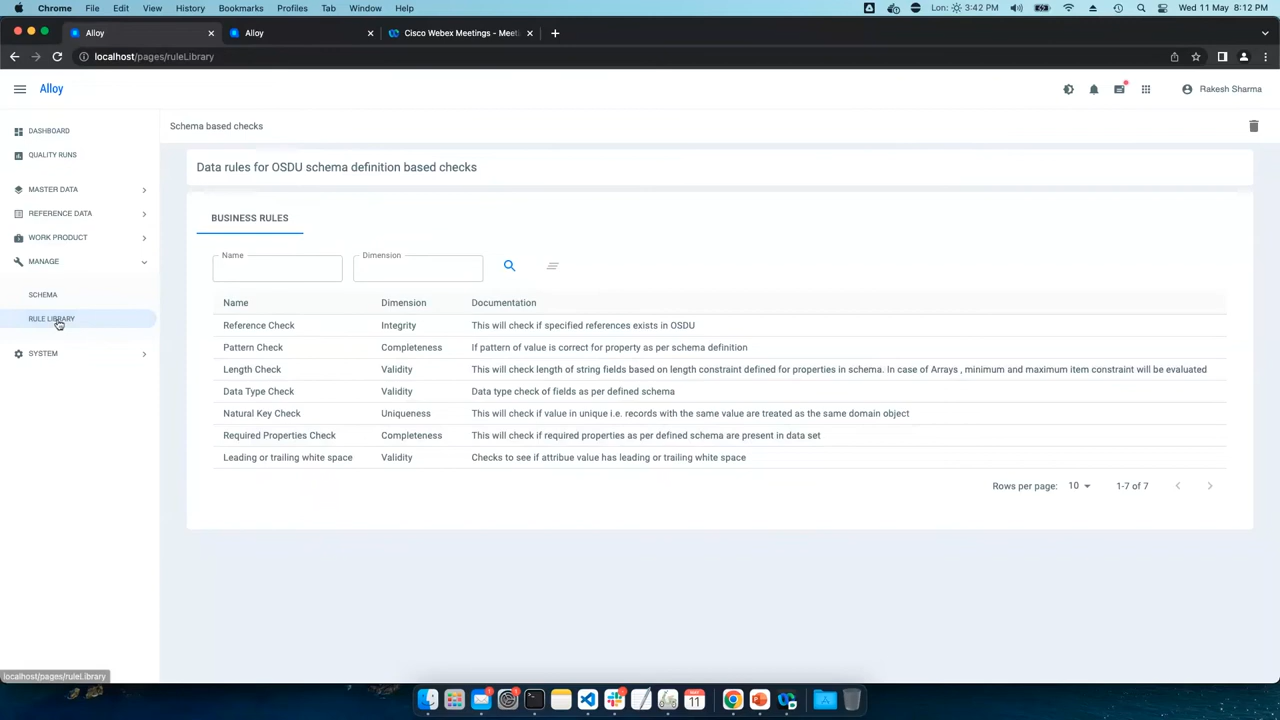 Chrome File Edit View History Bookmarks Profiles Tab Window Help Lon: 3:42 PM Wed 11 May 8:12 PM
Alloy Alloy Cisco Webex Meetings - Meet
localhost/pages/ruleLibrary
Alloy Rakesh Sharma
DASHBOARD
QUALITY RUNS
MASTER DATA
REFERENCE DATA
WORK PRODUCT
MANAGE
SCHEMA
RULE LIBRARY
SYSTEM
Schema based checks
Data rules for OSDU schema definition based checks
BUSINESS RULES
Name Dimension
Name Dimension Documentation
Reference Check Integrity This will check if specified references exists in OSDU
Pattern Check Completeness If pattern of value is correct for property as per schema definition
Length Check Validity This will check length of string fields based on length constraint defined for properties in schema. In case of Arrays , minimum and maximum item constraint will be evaluated
Data Type Check Validity Data type check of fields as per defined schema
Natural Key Check Uniqueness This will check if value in unique i.e. records with the same value are treated as the same domain object
Required Properties Check Completeness This will check if required properties as per defined schema are present in data set
Leading or trailing white space Validity Checks to see if attribue value has leading or trailing white space
Rows per page: 10 1-7 of 7
localhost/pages/ruleLibrary
11